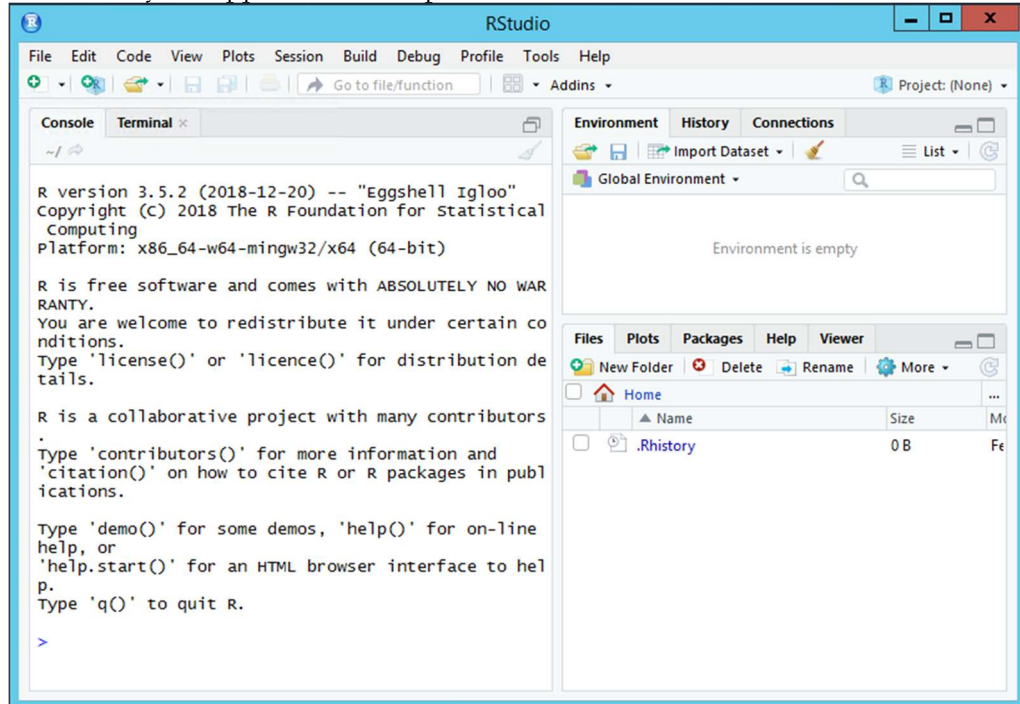 RStudio
File Edit Code View Plots Session Build Debug Profile Tools Help
Go to file/function
Addins
Project: (None)
Console Terminal
~/
R version 3.5.2 (2018-12-20) -- "Eggshell Igloo"
Copyright (C) 2018 The R Foundation for Statistical
Computing
Platform: x86_64-w64-mingw32/x64 (64-bit)
R is free software and comes with ABSOLUTELY NO WAR
RANTY.
You are welcome to redistribute it under certain co
nditions.
Type 'license()' or 'licence()' for distribution de
tails.
R is a collaborative project with many contributors
.
Type 'contributors()' for more information and
'citation()' on how to cite R or R packages in publ
ications.
Type 'demo()' for some demos, 'help()' for on-line
help, or
'help.start()' for an HTML browser interface to hel
p.
Type 'q()' to quit R.
>
Environment History Connections
Import Dataset List
Global Environment
Environment is empty
Files Plots Packages Help Viewer
New Folder Delete Rename More
Home ...
Name Size
.Rhistory 0 B